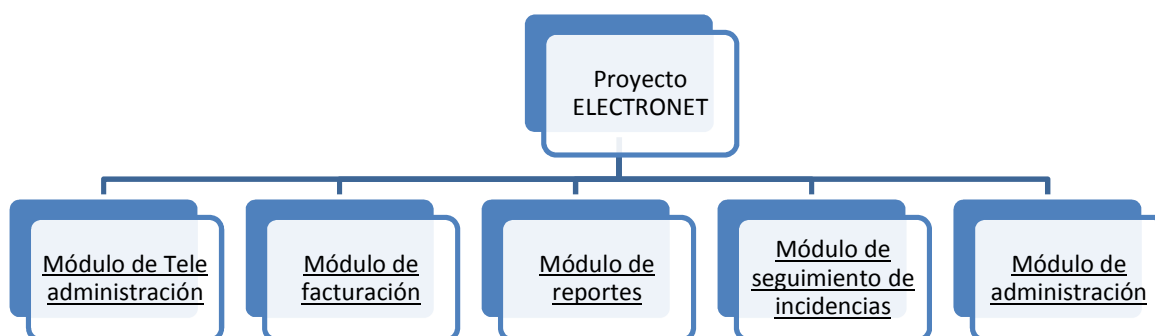 Proyecto
ELECTRONET
Módulo de Tele
administración
Módulo de
facturación
Módulo de
reportes
Módulo de
seguimiento de
incidencias
Módulo de
administración